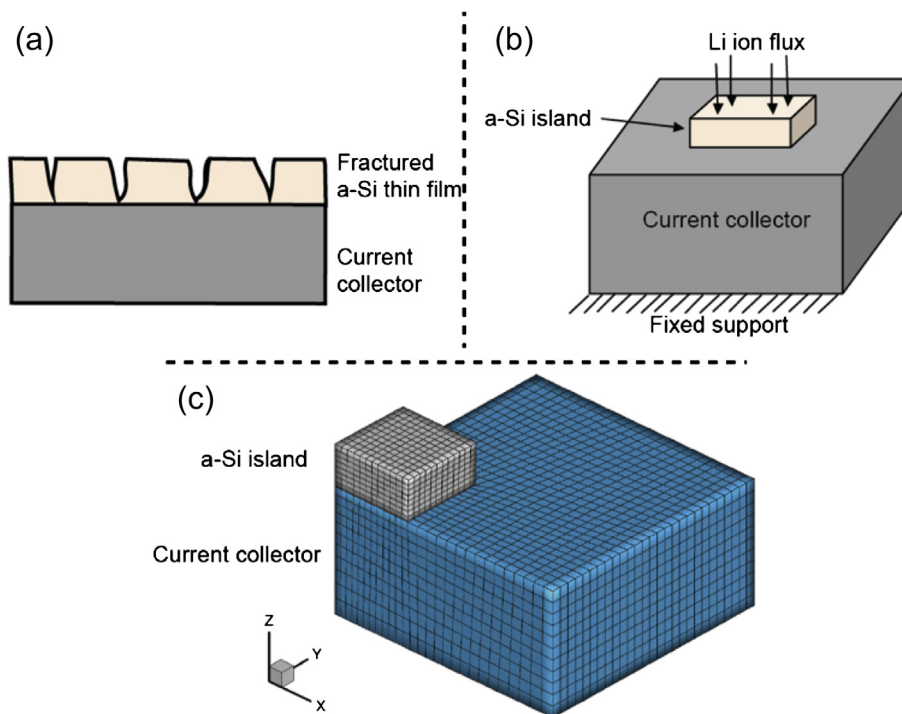 (a)
Fractured
a-Si thin film
Current
collector
(b)
Li ion flux
a-Si island
Current collector
Fixed support
(c)
a-Si island
Current collector
Z
Y
X